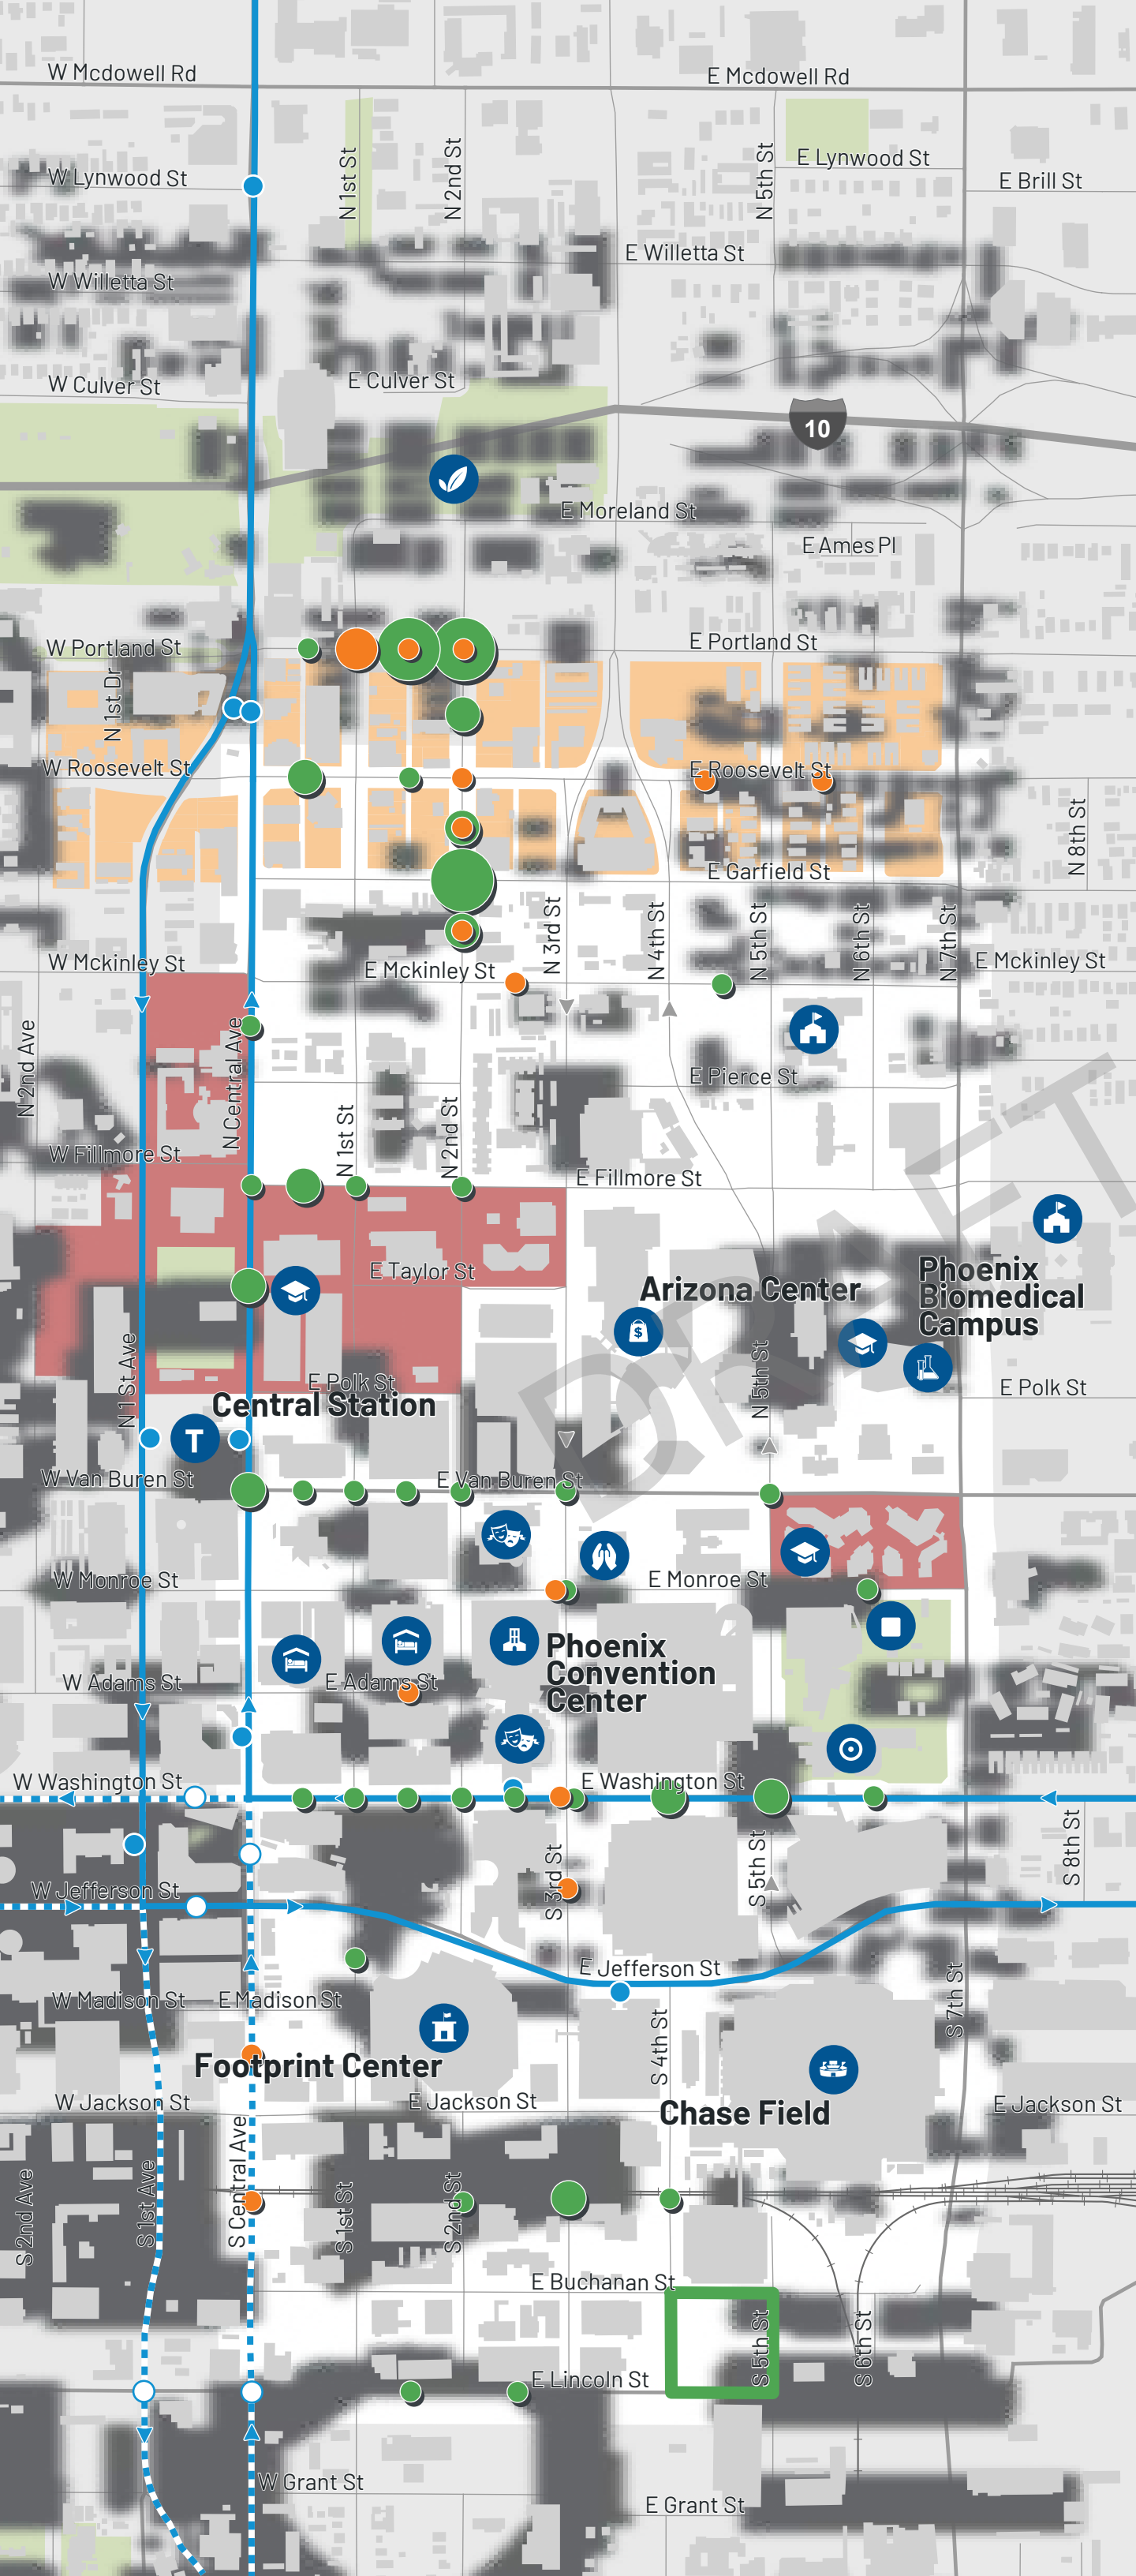 W Mcdowell Rd
E Mcdowell Rd
N 1st St
N 2nd St
N 5th St
E Lynwood St
W Lynwood St
E Brill St
E Willetta St
W Willetta St
E Culver St
W Culver St
10
E Moreland St
E Ames Pl
W Portland St
E Portland St
N 1st Dr
W Roosevelt St
E Roosevelt St
N 8th St
E Garfield St
N 3rd St
N 4th St
N 5th St
N 6th St
N 7th St
W Mckinley St
E Mckinley St
E Mckinley St
N 2nd Ave
N Central Ave
E Pierce St
N 1st St
N 2nd St
W Fillmore St
E Fillmore St
DRAFT
E Taylor St
Arizona Center
Phoenix
Biomedical
Campus
$
N 1 St Ave
N 5th St
E Polk St
E Polk St
Central Station
T
W Van Buren St
E Van Buren St
W Monroe St
E Monroe St
Phoenix
Convention
Center
W Adams St
E Adams St
W Washington St
E Washington St
S 8th St
S 5th St
S 3rd St
W Jefferson St
E Jefferson St
S 7th St
W Madison St
E Madison St
S 4th St
Footprint Center
W Jackson St
E Jackson St
E Jackson St
Chase Field
S 2nd Ave
S 1st Ave
S Central Ave
S 1st St
S 2nd St
E Buchanan St
S 5th St
S 6th St
E Lincoln St
W Grant St
E Grant St